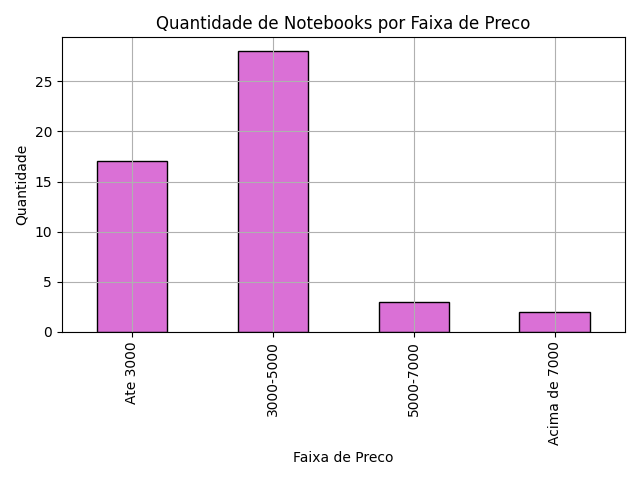 Quantidade de Notebooks por Faixa de Preco
Quantidade
25
20
15
10
5
0
Ate 3000
3000-5000
5000-7000
Acima de 7000
Faixa de Preco